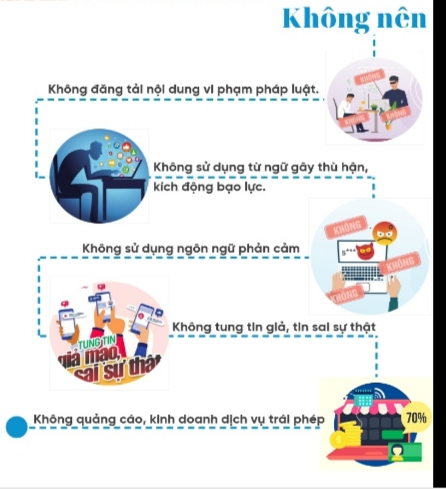 Không nên
Không đăng tải nội dung vi phạm pháp luật.
KHÔNG
KHÔNG
KHÔNG
Không sử dụng từ ngữ gây thù hận,
kích động bạo lực.
KHÔNG
KHÔNG
KHÔNG
Không sử dụng ngôn ngữ phản cảm
TUNG TIN
giả mạo,
sai sự thật
Không tung tin giả, tin sai sự thật
70%
Không quảng cáo, kinh doanh dịch vụ trái phép